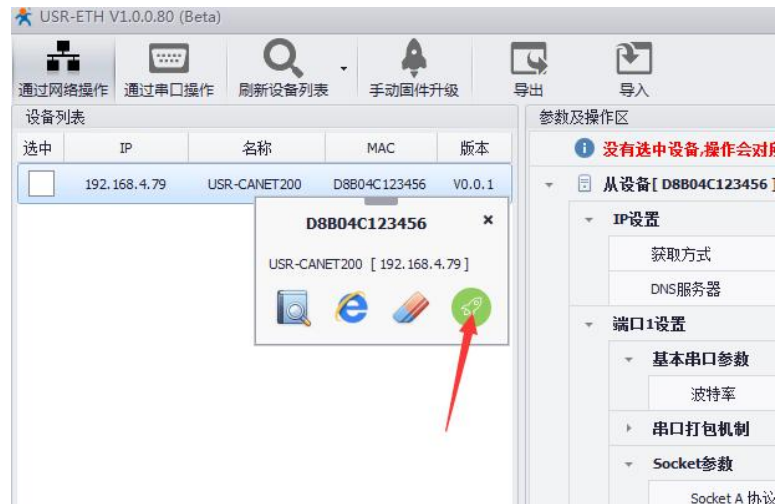 USR-ETH V1.0.0.80 (Beta)
通过网络操作 通过串口操作 刷新设备列表 手动固件升级 导出 导入
设备列表 参数及操作区
选中 IP 名称 MAC 版本
没有选中设备,操作会对
192.168.4.79 USR-CANET200 D8B04C123456 V0.0.1
从设备[ D8B04C123456 ]
D8B04C123456 ×
IP设置
USR-CANET200 [ 192.168.4.79 ]
获取方式
DNS服务器
端口1设置
基本串口参数
波特率
串口打包机制
Socket参数
Socket A 协议